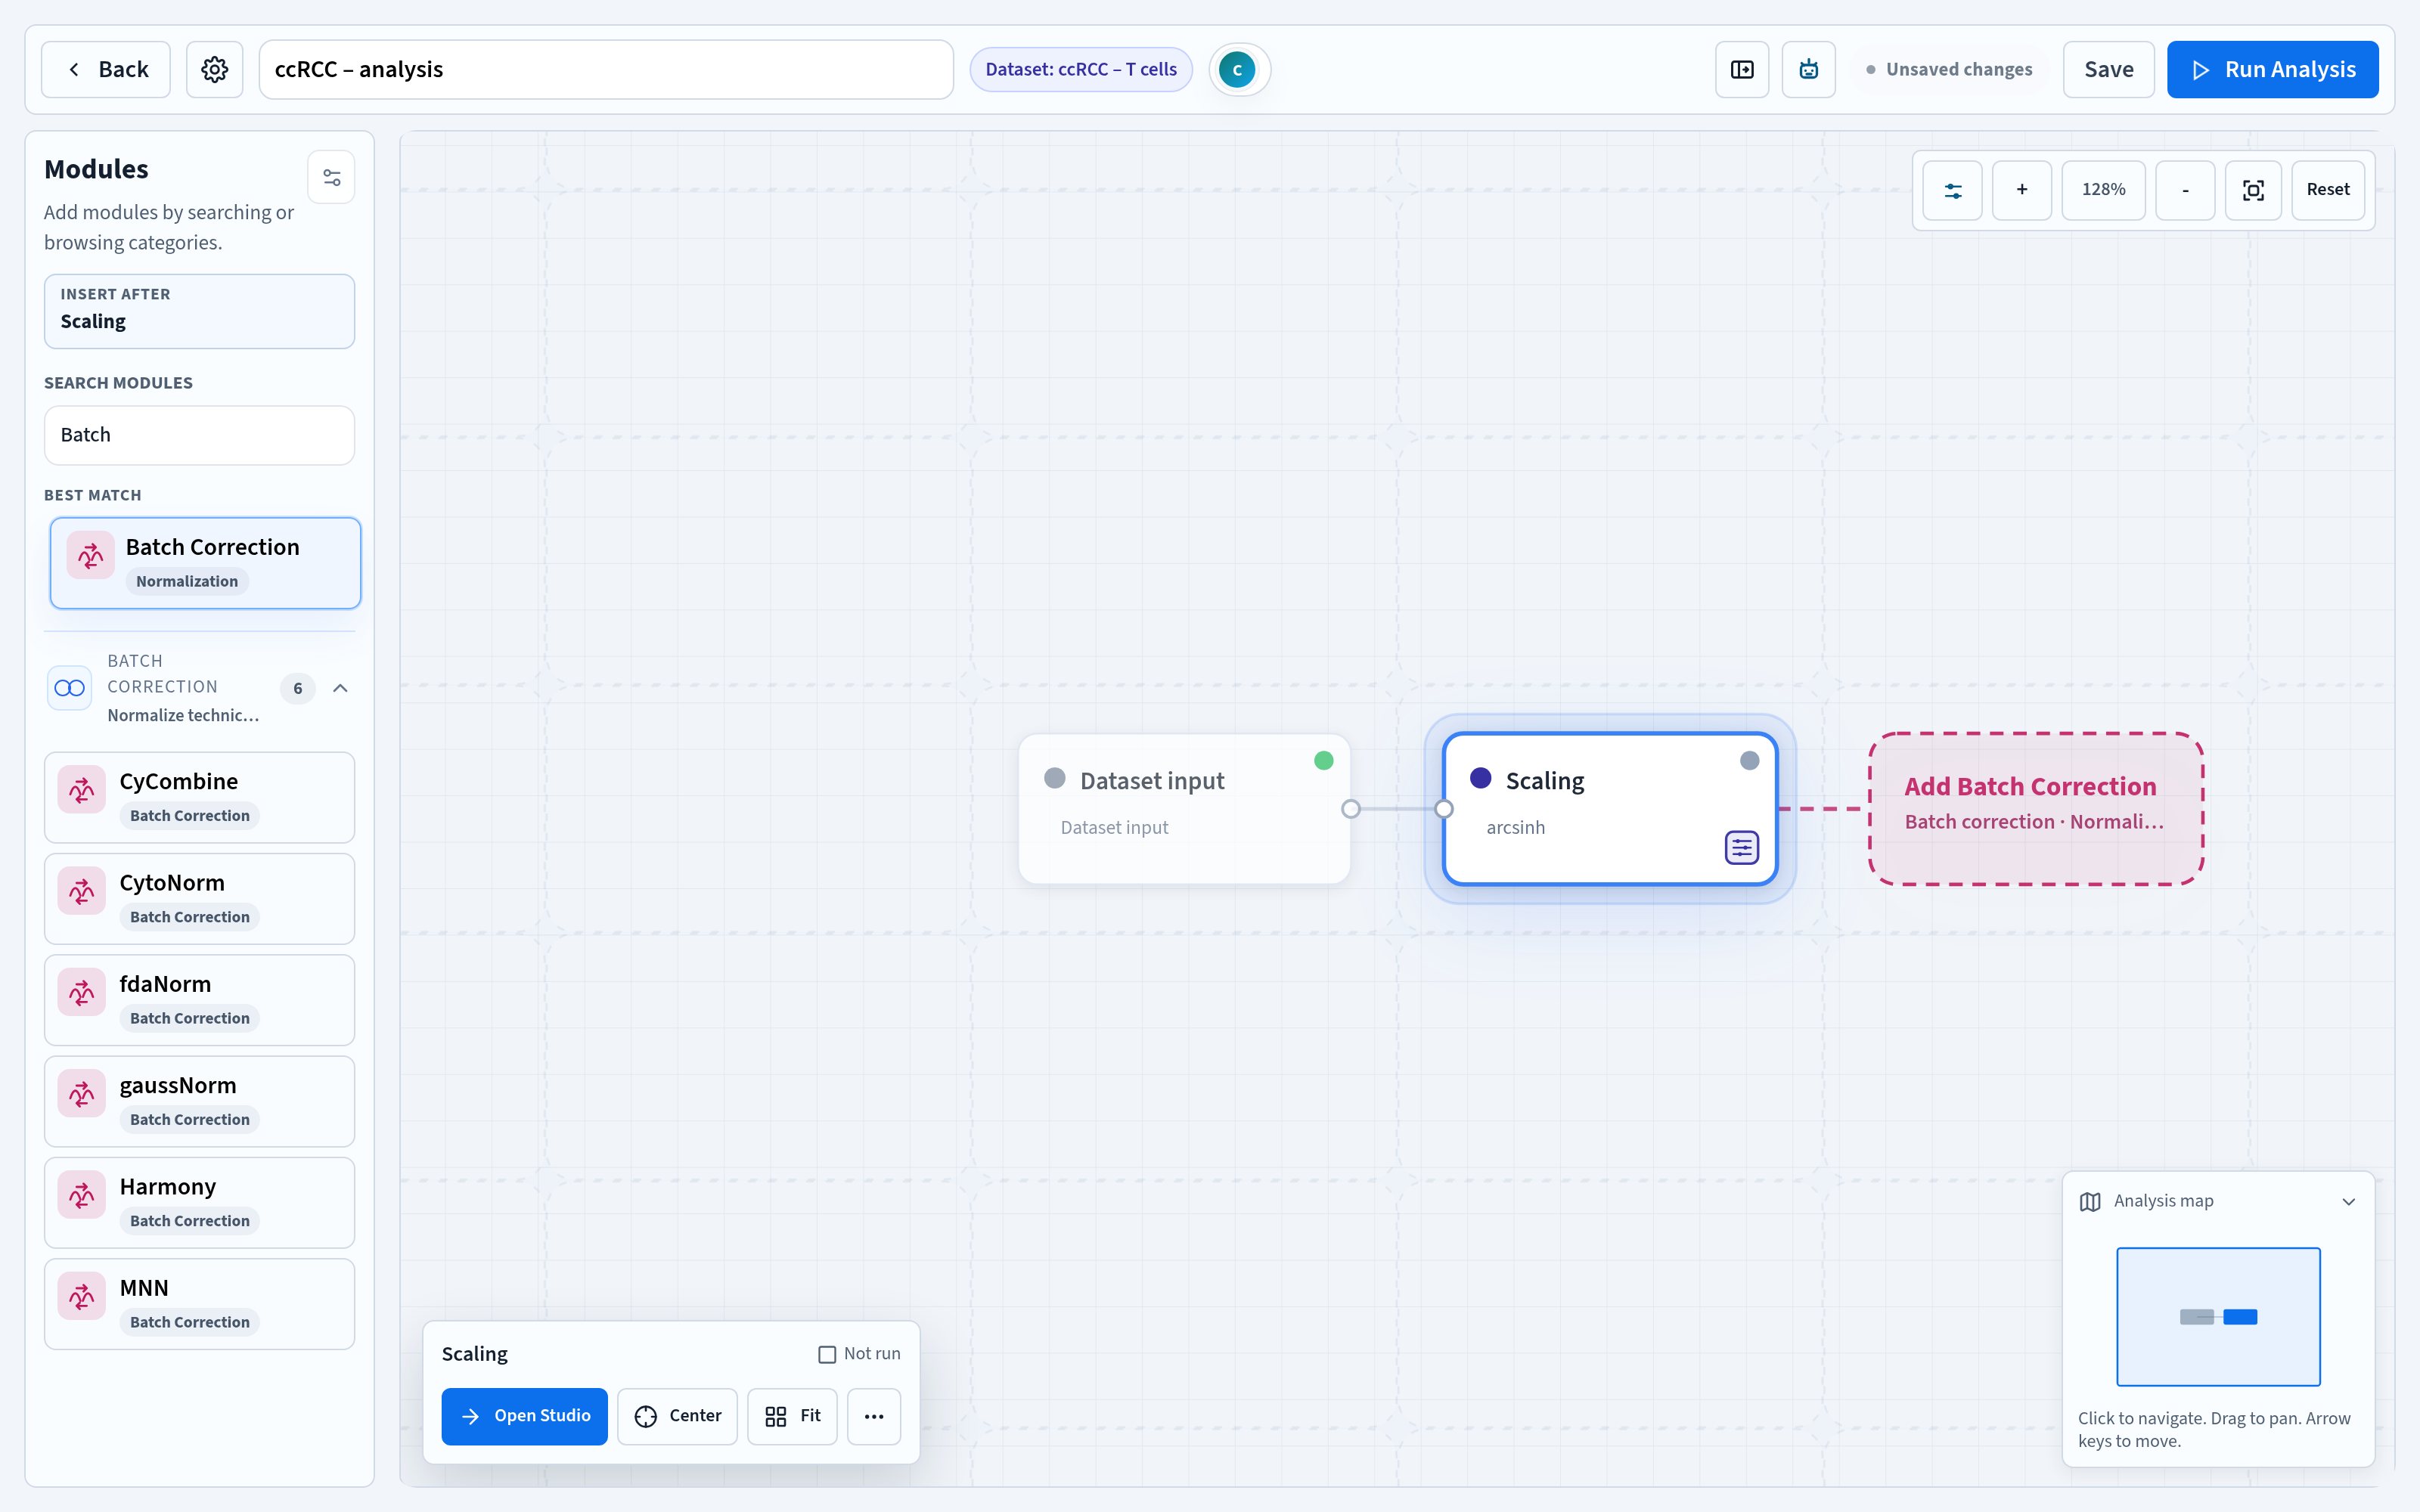 Back
ccRCC – analysis
Dataset: ccRCC – T cells
c
Unsaved changes
Save
Run Analysis
Modules
Add modules by searching or
browsing categories.
INSERT AFTER
Scaling
SEARCH MODULES
Batch
BEST MATCH
Batch Correction
Normalization
BATCH
CORRECTION
Normalize technic...
6
CyCombine
Batch Correction
CytoNorm
Batch Correction
fdaNorm
Batch Correction
gaussNorm
Batch Correction
Harmony
Batch Correction
MNN
Batch Correction
+
128%
-
Reset
Dataset input
Dataset input
Scaling
arcsinh
Add Batch Correction
Batch correction · Normali...
Scaling
Not run
Open Studio
Center
Fit
Analysis map
Click to navigate. Drag to pan. Arrow
keys to move.